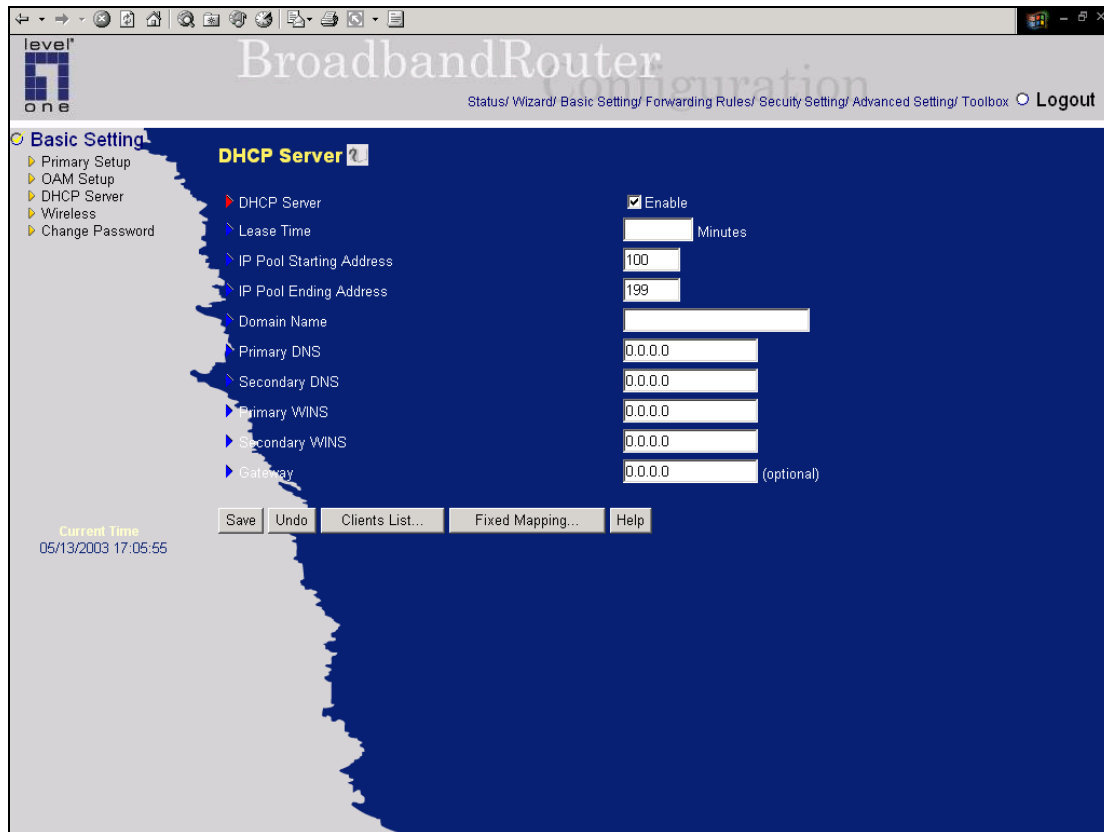 level
one
BroadbandRouter
Configuration
Status/ Wizard/ Basic Setting/ Forwarding Rules/ Secuity Setting/ Advanced Setting/ Toolbox Logout
Basic Setting
Primary Setup
OAM Setup
DHCP Server
Wireless
Change Password
Current Time
05/13/2003 17:05:55
DHCP Server
DHCP Server Enable
Lease Time Minutes
IP Pool Starting Address 100
IP Pool Ending Address 199
Domain Name
Primary DNS 0.0.0.0
Secondary DNS 0.0.0.0
Primary WINS 0.0.0.0
Secondary WINS 0.0.0.0
Gateway 0.0.0.0 (optional)
Save Undo Clients List... Fixed Mapping... Help